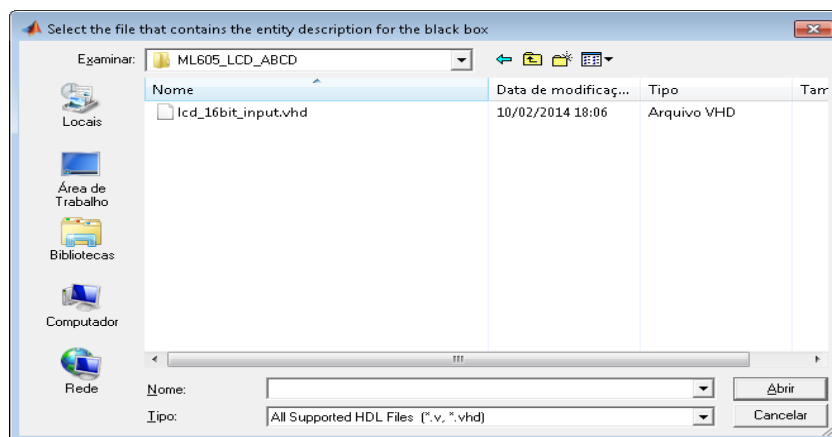 Select the file that contains the entity description for the black box
Examinar: ML605_LCD_ABCD
Nome Data de modificaç... Tipo Tam
lcd_16bit_input.vhd 10/02/2014 18:06 Arquivo VHD
Locais
Área de
Trabalho
Bibliotecas
Computador
Rede
Nome: Abrir
Tipo: All Supported HDL Files (*.v, *.vhd) Cancelar